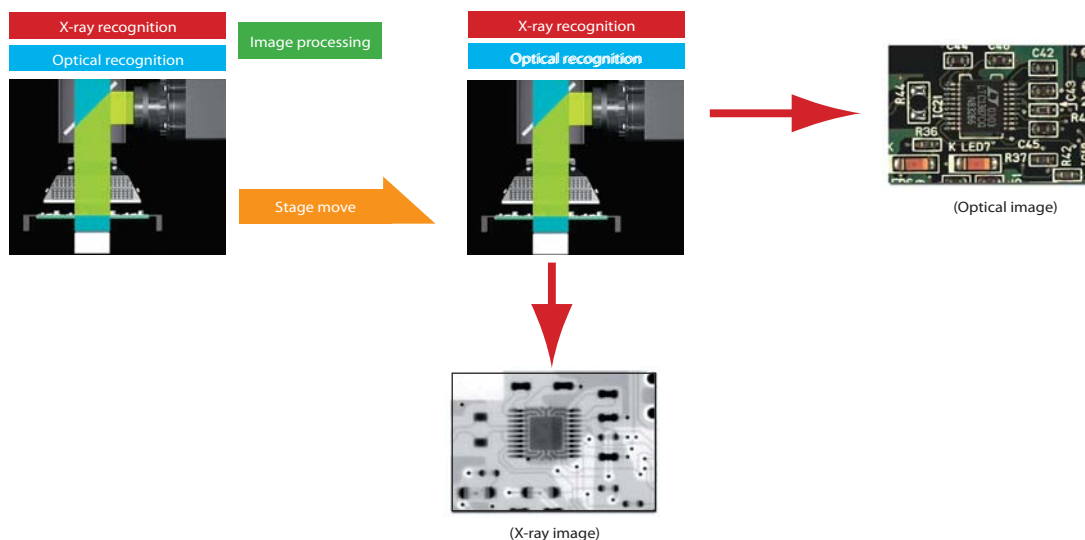 X-ray recognition
Optical recognition
Image processing
Stage move
X-ray recognition
Optical recognition
C44
C46
C42
R44
IC21
C43
R36
C45
K LED7
R37
R42
K
(Optical image)
(X-ray image)